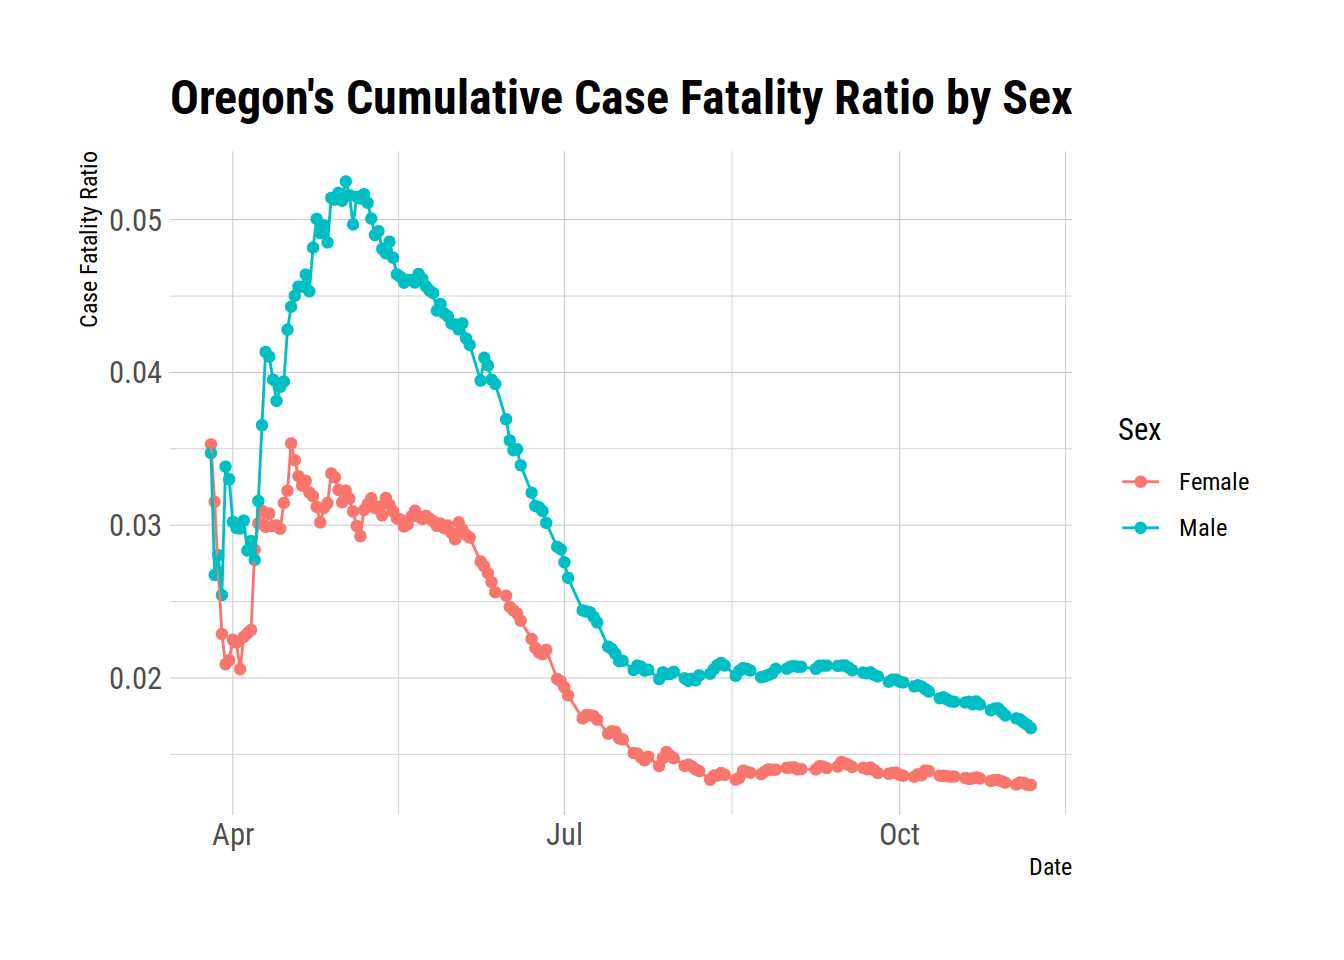 Oregon's Cumulative Case Fatality Ratio by Sex
Case Fatality Ratio
0.05
0.04
0.03
0.02
Apr
Jul
Oct
Date
Sex
Female
Male